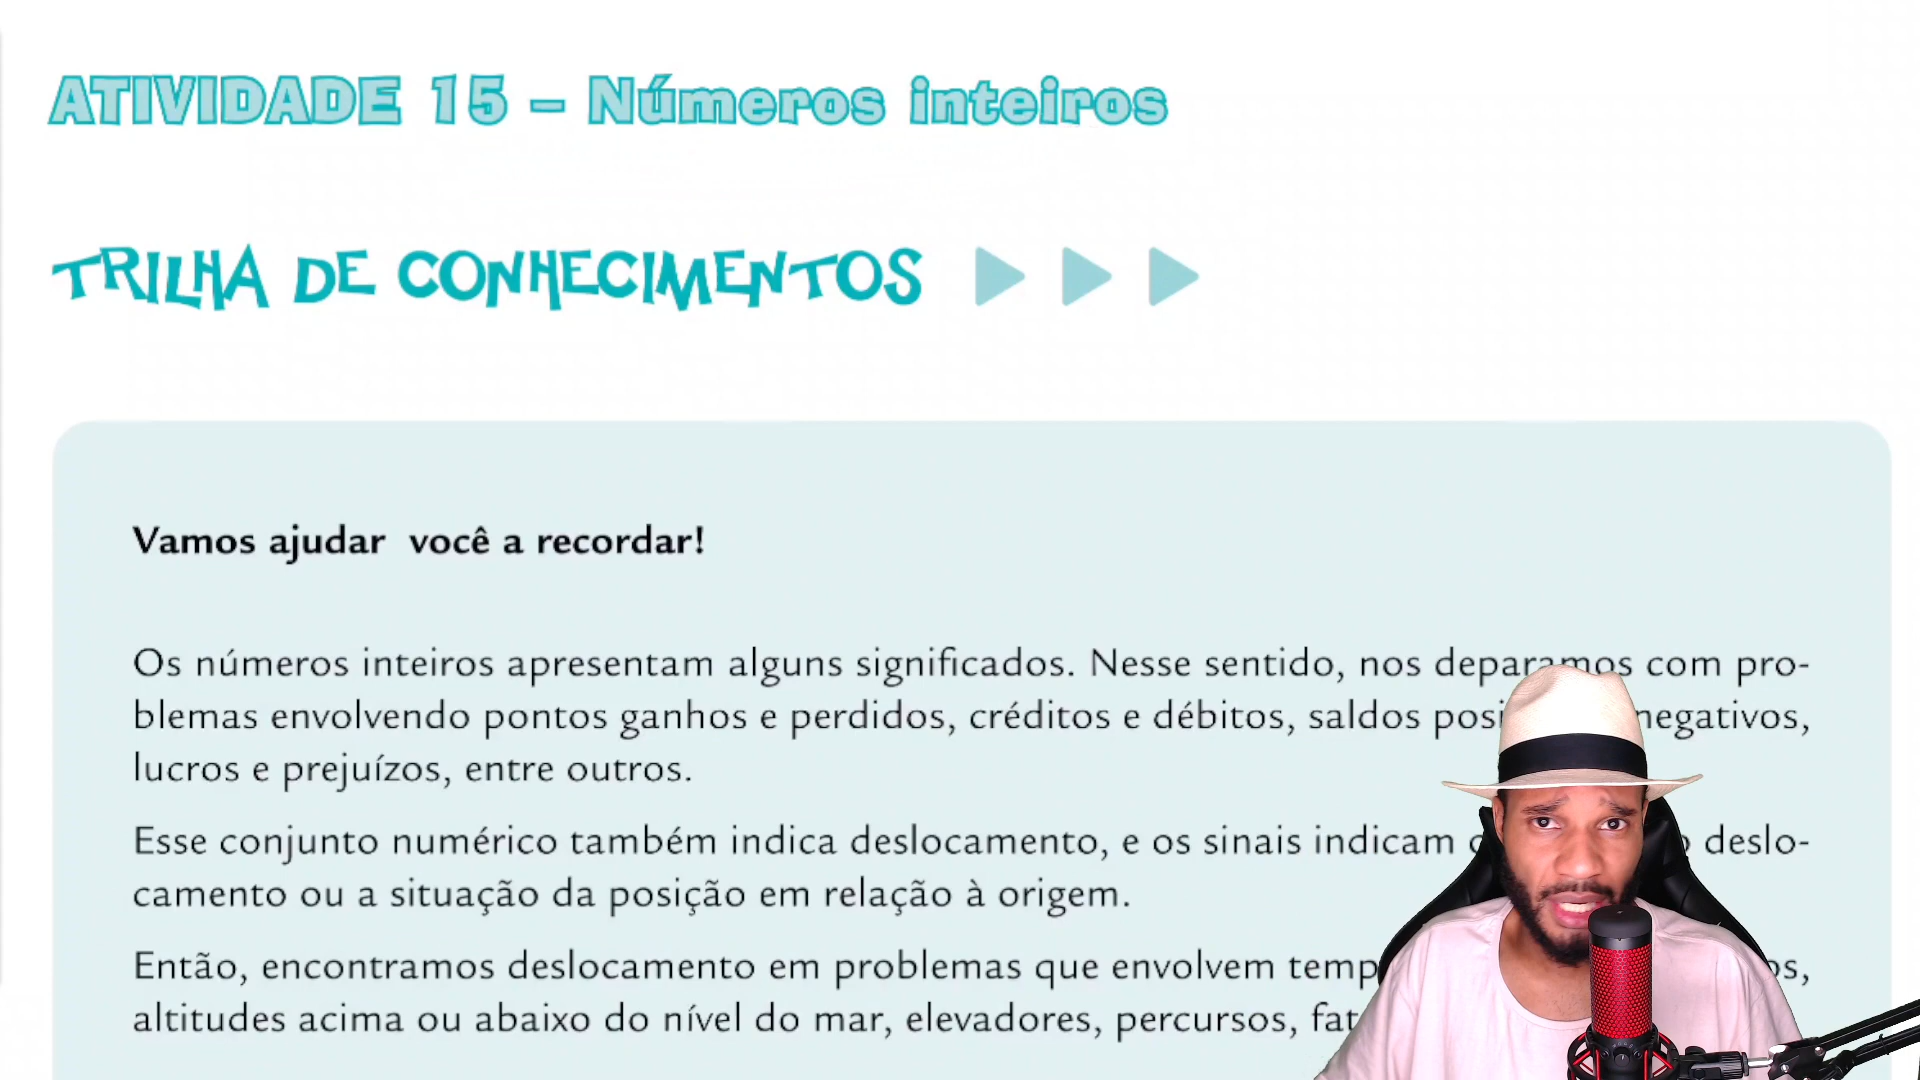 ATIVIDADE 15 – Números inteiros
TRILHA DE CONHECIMENTOS
Vamos ajudar você a recordar!
Os números inteiros apresentam alguns significados. Nesse sentido, nos deparamos com pro-
blemas envolvendo pontos ganhos e perdidos, créditos e débitos, saldos negativos,
lucros e prejuízos, entre outros.
Esse conjunto numérico também indica deslocamento, e os sinais indicam deslo-
camento ou a situação da posição em relação à origem.
Então, encontramos deslocamento em problemas que envolvem
altitudes acima ou abaixo do nível do mar, elevadores, percursos,